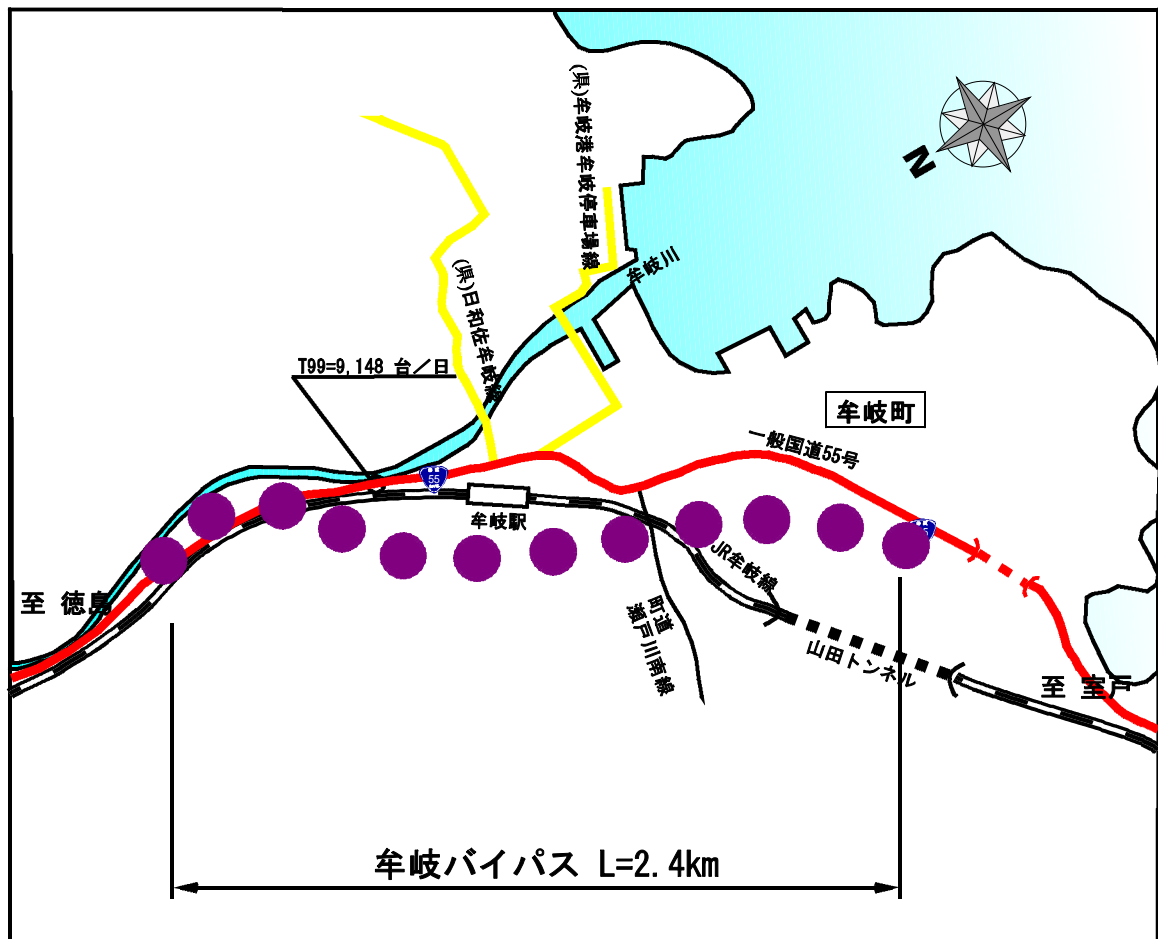 (県)牟岐港牟岐停車場線
N
牟岐川
(県)日和佐牟岐線
T99=9,148 台／日
牟岐町
一般国道55号
55
牟岐駅
JR牟岐線
至 徳島
町道
瀬戸川南線
山田トンネル
至 室戸
牟岐バイパス L=2.4km